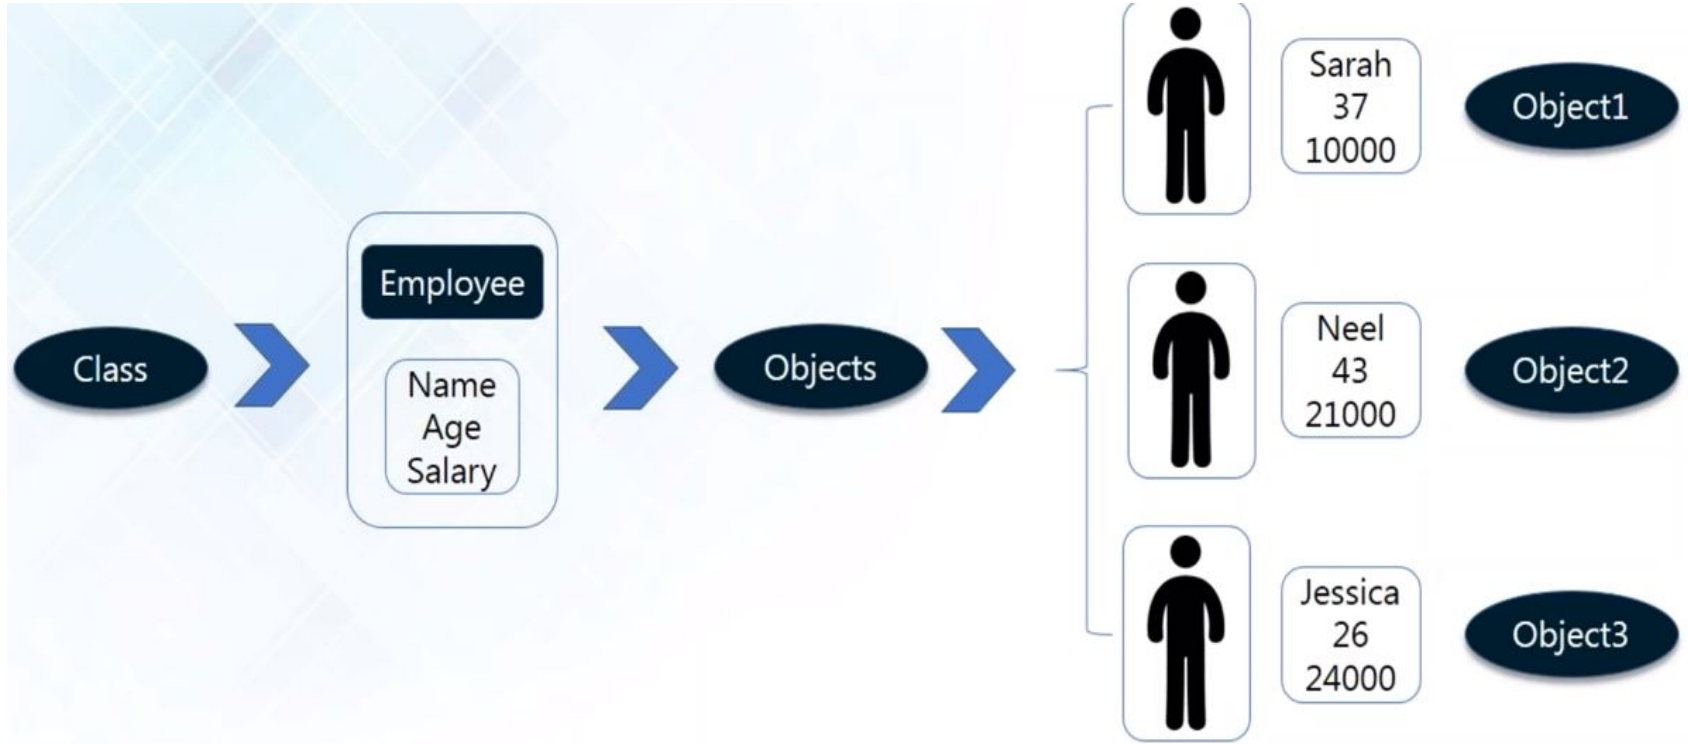 Class
Employee
Name
Age
Salary
Objects
Sarah
37
10000
Object1
Neel
43
21000
Object2
Jessica
26
24000
Object3